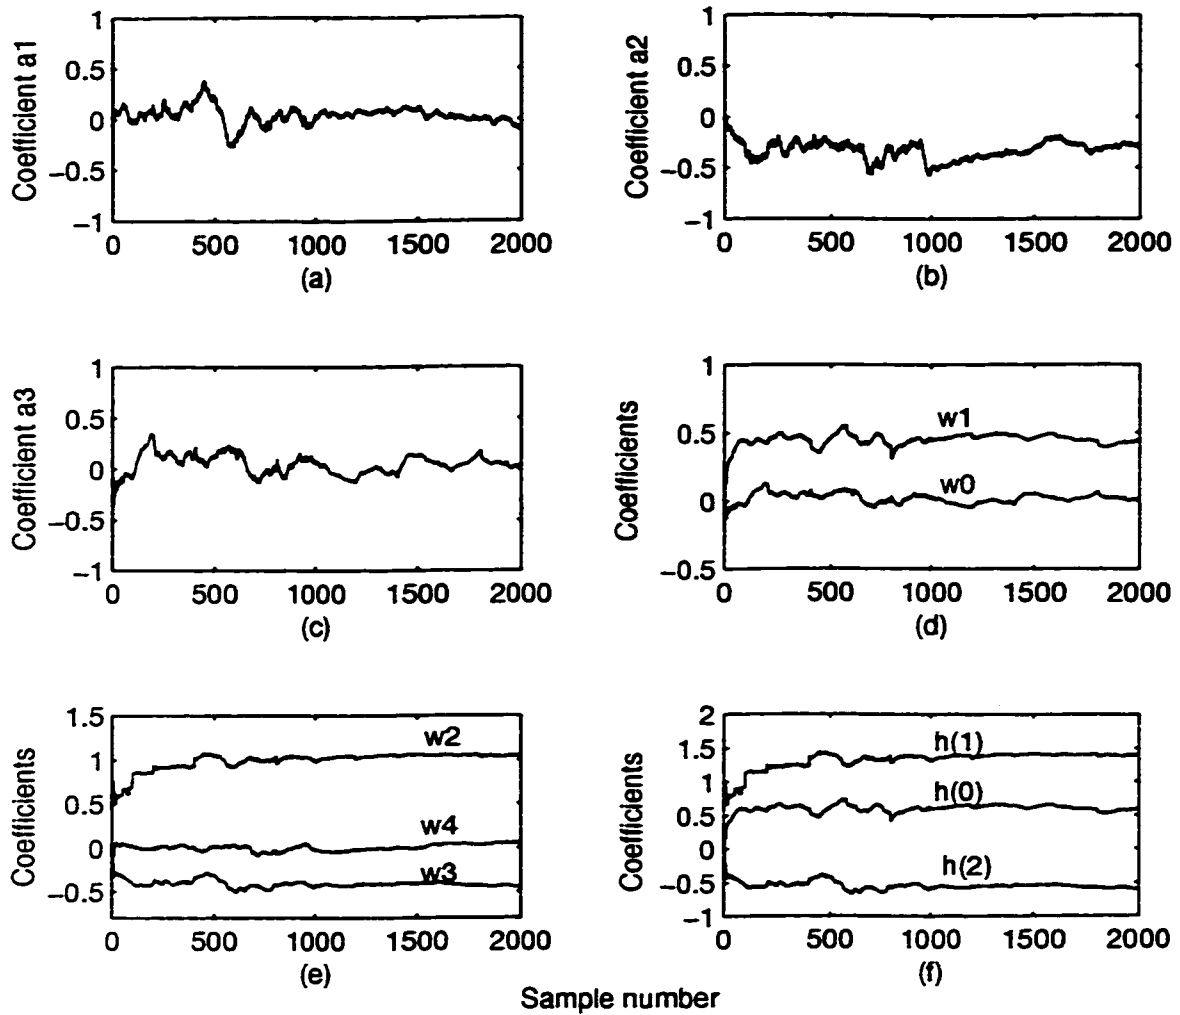 Coefficient a1
1
0.5
0
−0.5
−1
0 500 1000 1500 2000
(a)
Coefficient a2
1
0.5
0
−0.5
−1
0 500 1000 1500 2000
(b)
Coefficient a3
1
0.5
0
−0.5
−1
0 500 1000 1500 2000
(c)
Coefficients
1
0.5
0
−0.5
w1
w0
0 500 1000 1500 2000
(d)
Coefficients
1.5
1
0.5
0
−0.5
w2
w4
w3
0 500 1000 1500 2000
(e)
Coefficients
2
1.5
1
0.5
0
−0.5
−1
h(1)
h(0)
h(2)
0 500 1000 1500 2000
(f)
Sample number